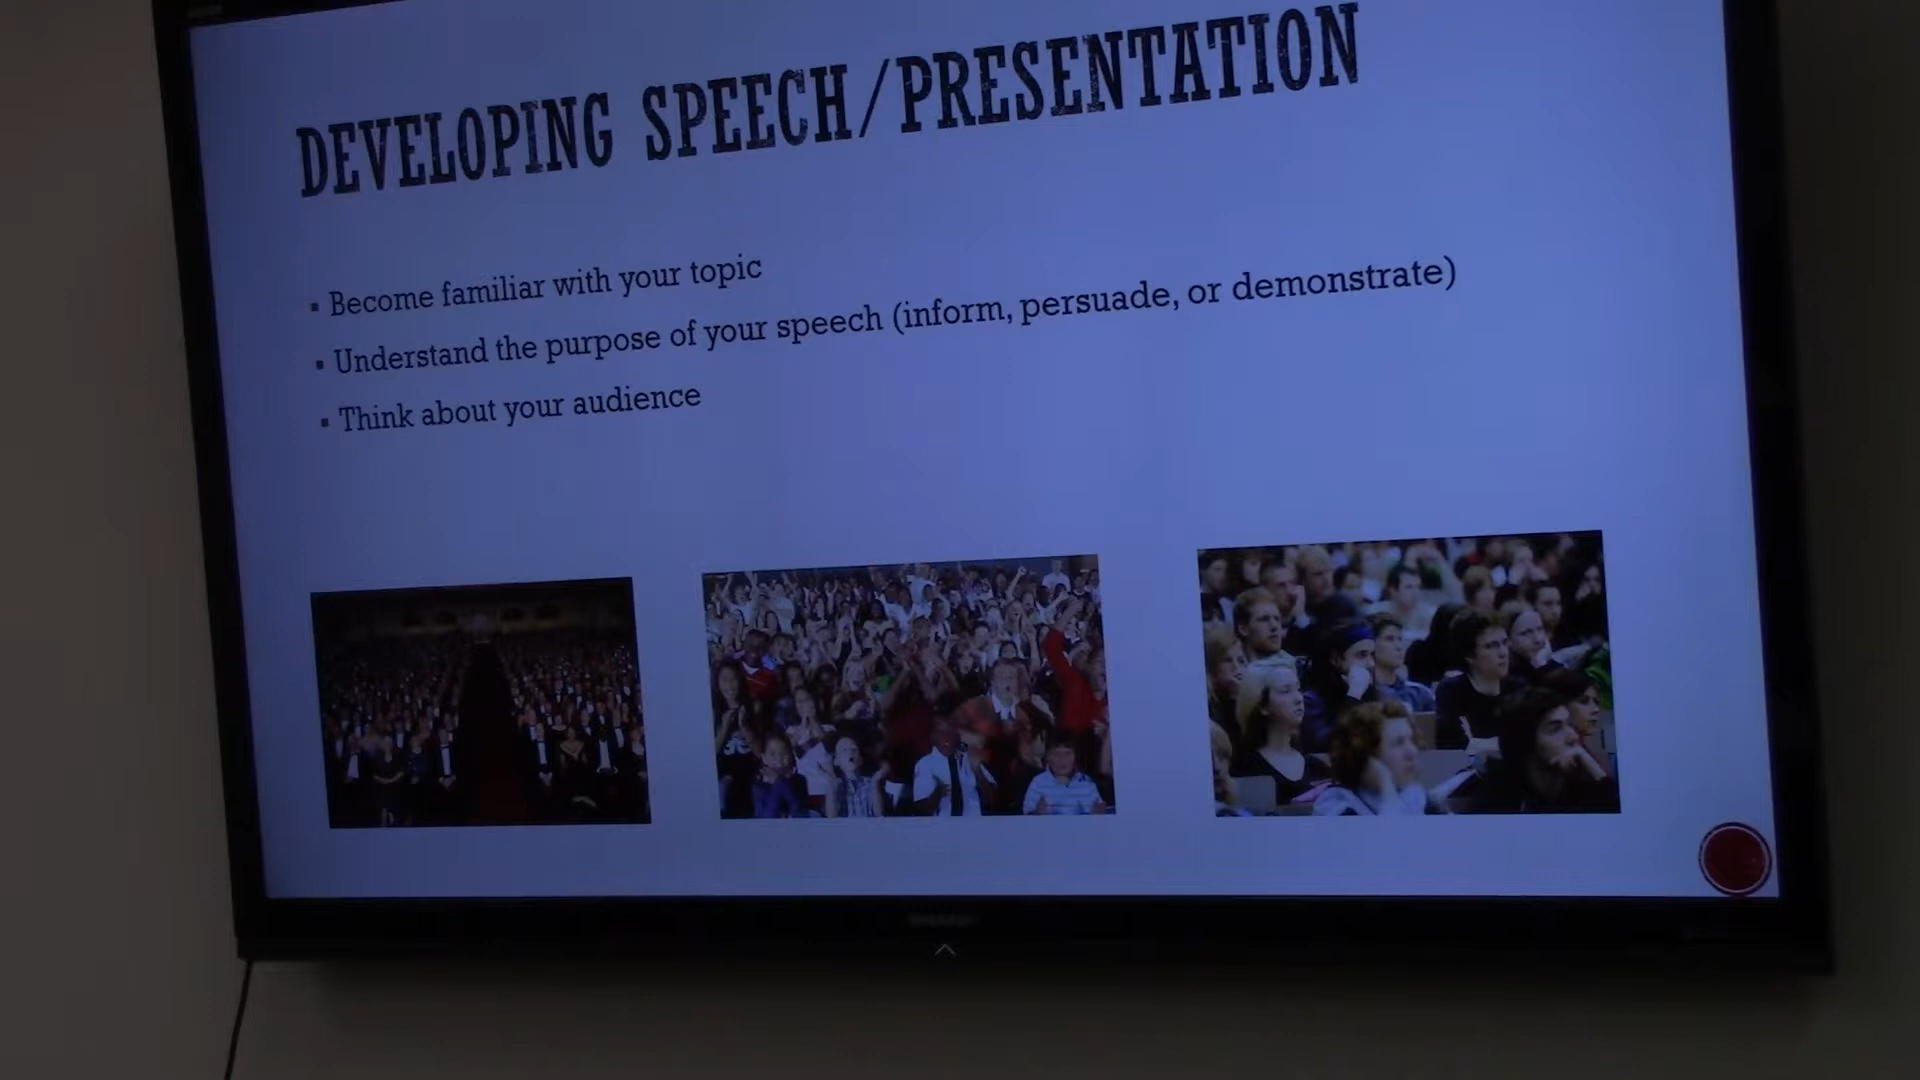 DEVELOPING SPEECH/PRESENTATION
▪ Become familiar with your topic
▪ Understand the purpose of your speech (inform, persuade, or demonstrate)
▪ Think about your audience